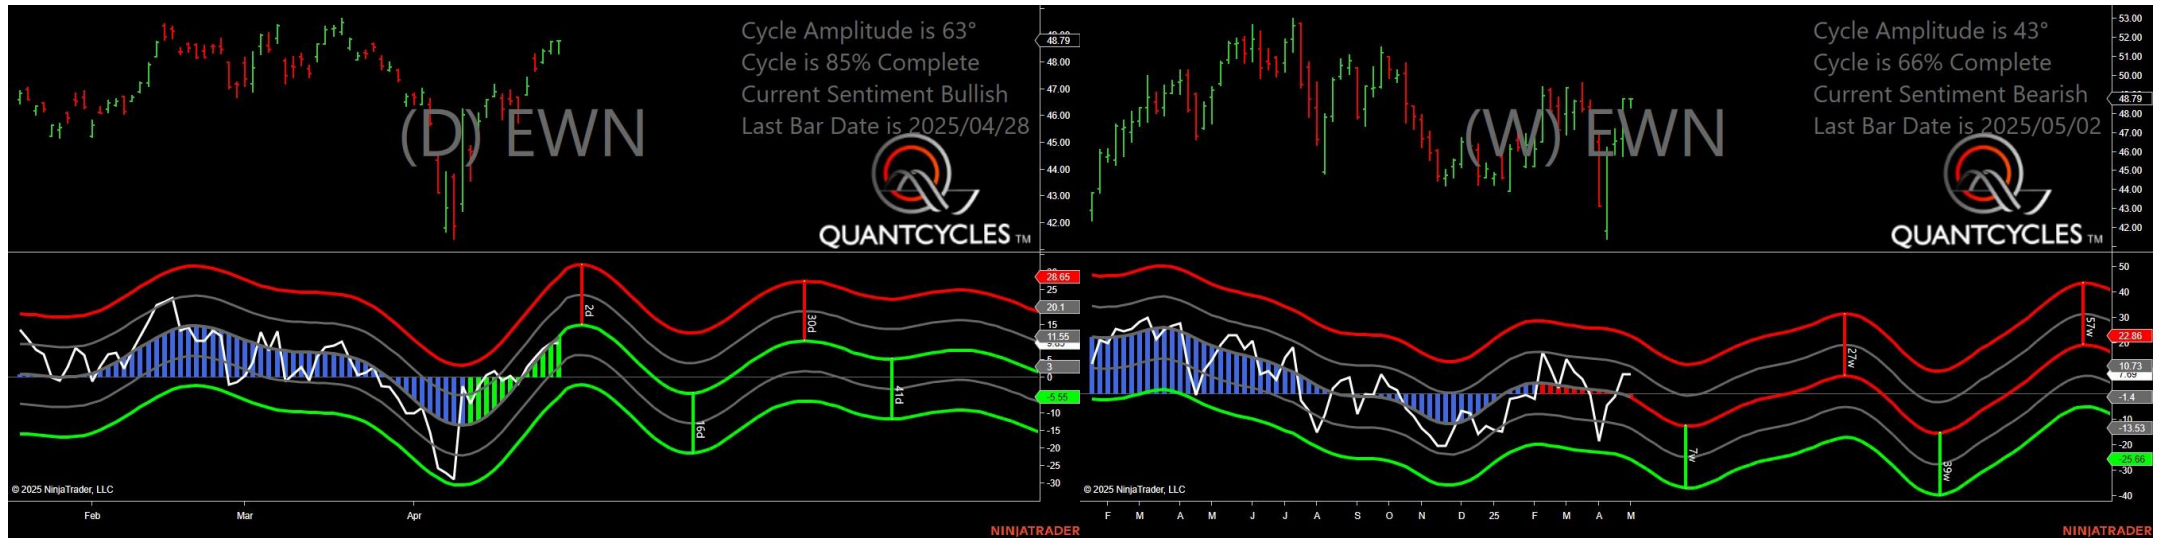 Cycle Amplitude is 63°
Cycle is 85% Complete
Current Sentiment Bullish
Last Bar Date is 2025/04/28
(D) EWN
QUANTCYCLES TM
48.79
48.00
47.00
46.00
45.00
44.00
43.00
42.00
2d
16d
30d
41d
28.65
25
20.1
15
11.55
5
3
0
-5.55
-10
-15
-20
-25
-30
© 2025 NinjaTrader, LLC
Feb Mar Apr
NINJATRADER
Cycle Amplitude is 43°
Cycle is 66% Complete
Current Sentiment Bearish
Last Bar Date is 2025/05/02
(W) EWN
QUANTCYCLES TM
53.00
52.00
51.00
50.00
48.79
48.00
47.00
46.00
45.00
44.00
43.00
42.00
7w
27w
57w
50
40
30
22.86
20
10.73
7.69
-1.4
-10
-13.53
-20
-25.66
-30
-40
© 2025 NinjaTrader, LLC
F M A M J J A S O N D 25 F M A M
NINJATRADER